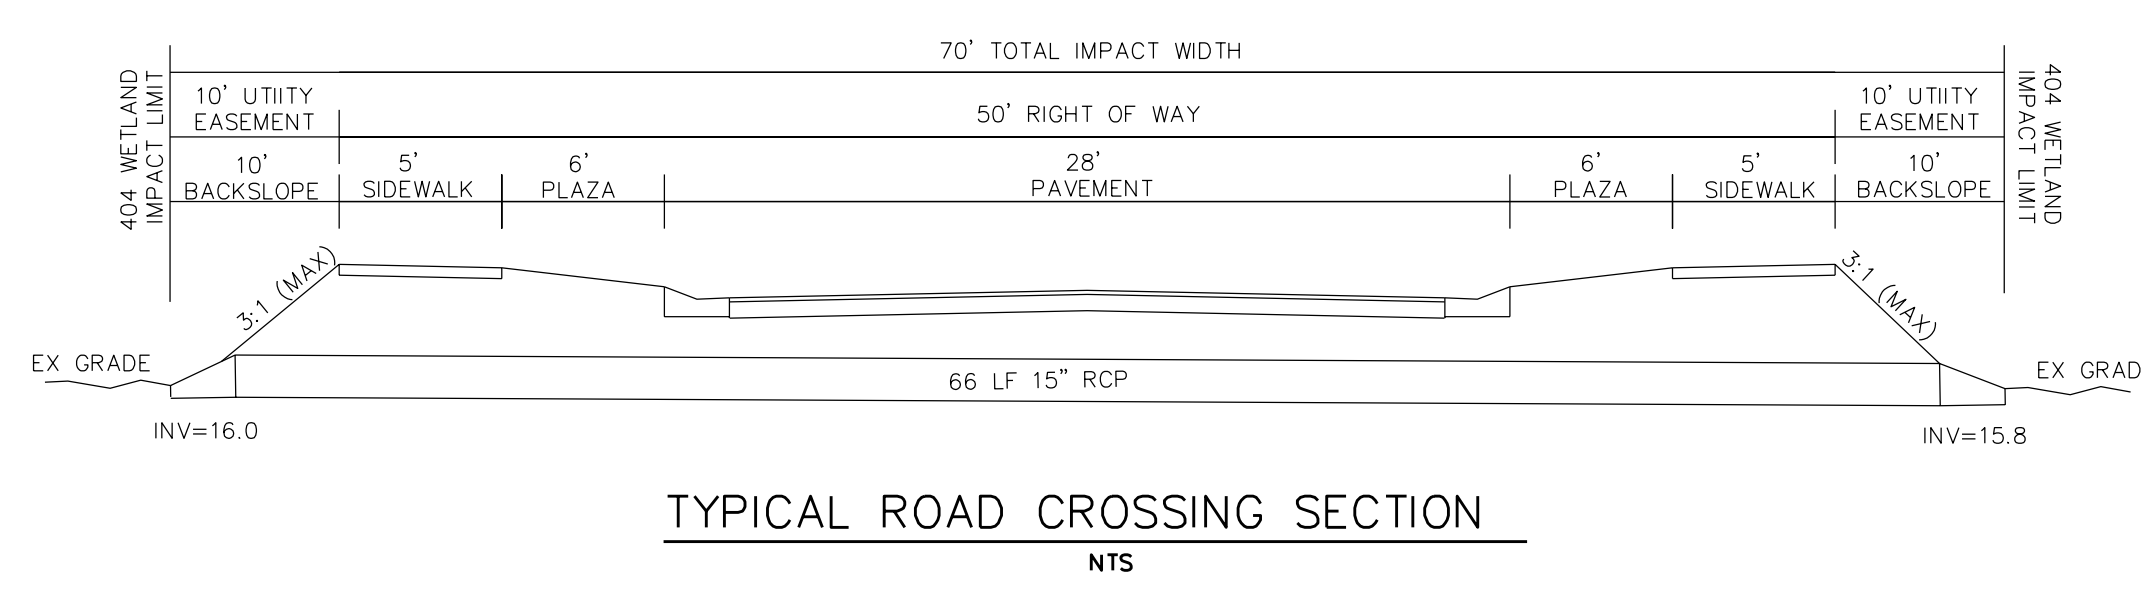 70' TOTAL IMPACT WIDTH
404 WETLAND
IMPACT LIMIT
10' UTIITY
EASEMENT
50' RIGHT OF WAY
10' UTIITY
EASEMENT
404 WETLAND
IMPACT LIMIT
10'
BACKSLOPE
5'
SIDEWALK
6'
PLAZA
28'
PAVEMENT
6'
PLAZA
5'
SIDEWALK
10'
BACKSLOPE
3:1 (MAX)
3:1 (MAX)
EX GRADE
66 LF 15" RCP
EX GRAD
INV=16.0
INV=15.8
TYPICAL ROAD CROSSING SECTION
NTS